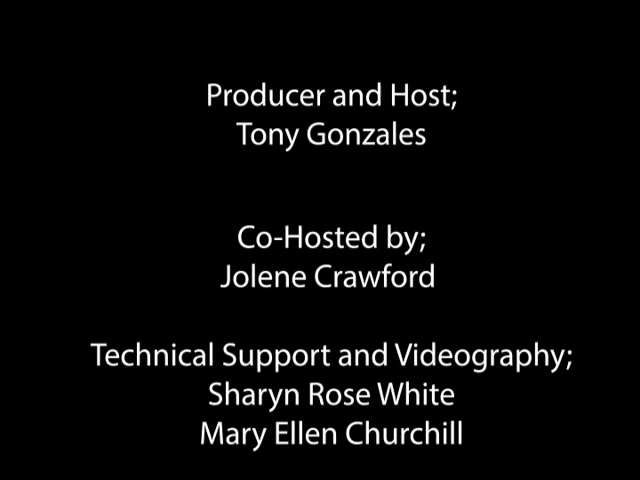 Producer and Host;
Tony Gonzales
Co-Hosted by;
Jolene Crawford
Technical Support and Videography;
Sharyn Rose White
Mary Ellen Churchill